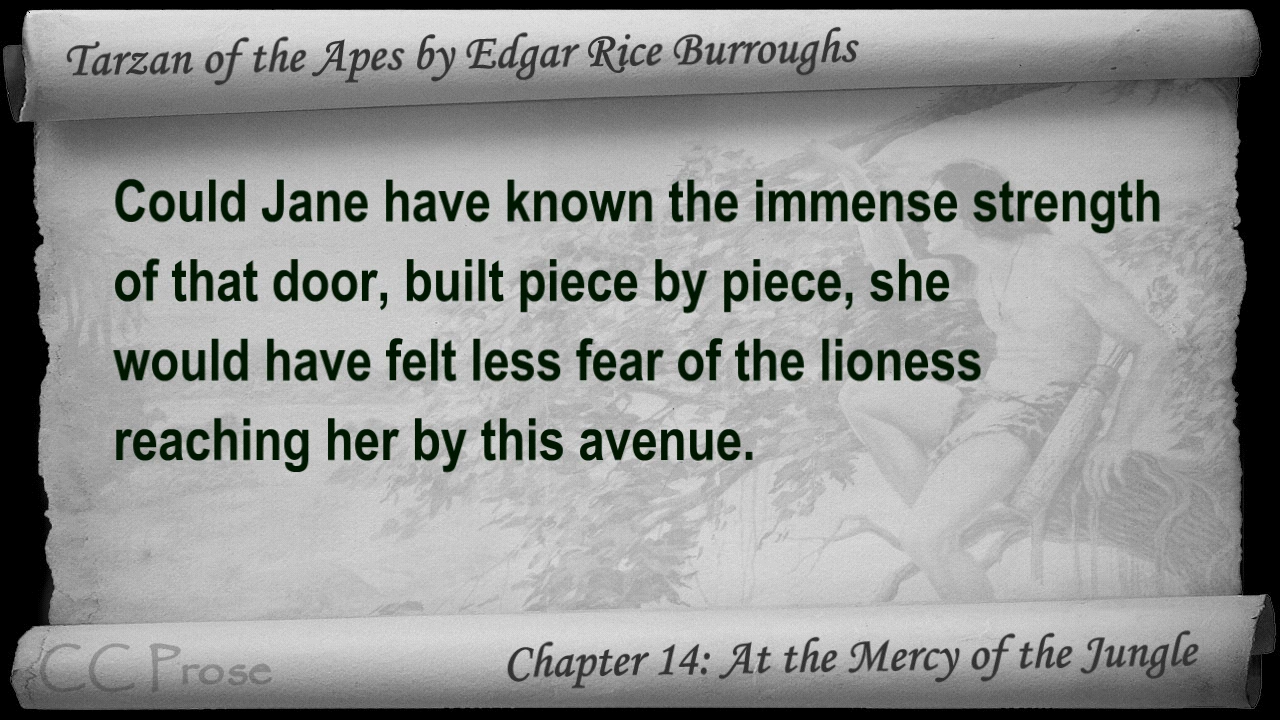 Tarzan of the Apes by Edgar Rice Burroughs
Could Jane have known the immense strength
of that door, built piece by piece, she
would have felt less fear of the lioness
reaching her by this avenue.
CC Prose
Chapter 14: At the Mercy of the Jungle